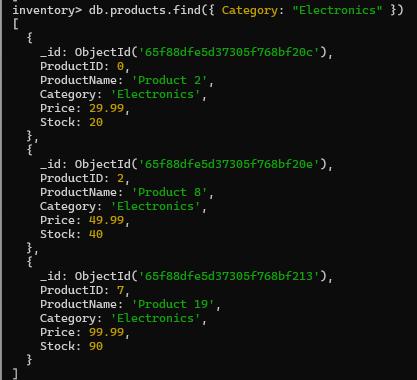 inventory> db.products.find({ Category: "Electronics" })
[
  {
    _id: ObjectId('65f88dfe5d37305f768bf20c'),
    ProductID: 0,
    ProductName: 'Product 2',
    Category: 'Electronics',
    Price: 29.99,
    Stock: 20
  },
  {
    _id: ObjectId('65f88dfe5d37305f768bf20e'),
    ProductID: 2,
    ProductName: 'Product 8',
    Category: 'Electronics',
    Price: 49.99,
    Stock: 40
  },
  {
    _id: ObjectId('65f88dfe5d37305f768bf213'),
    ProductID: 7,
    ProductName: 'Product 19',
    Category: 'Electronics',
    Price: 99.99,
    Stock: 90
  }
]